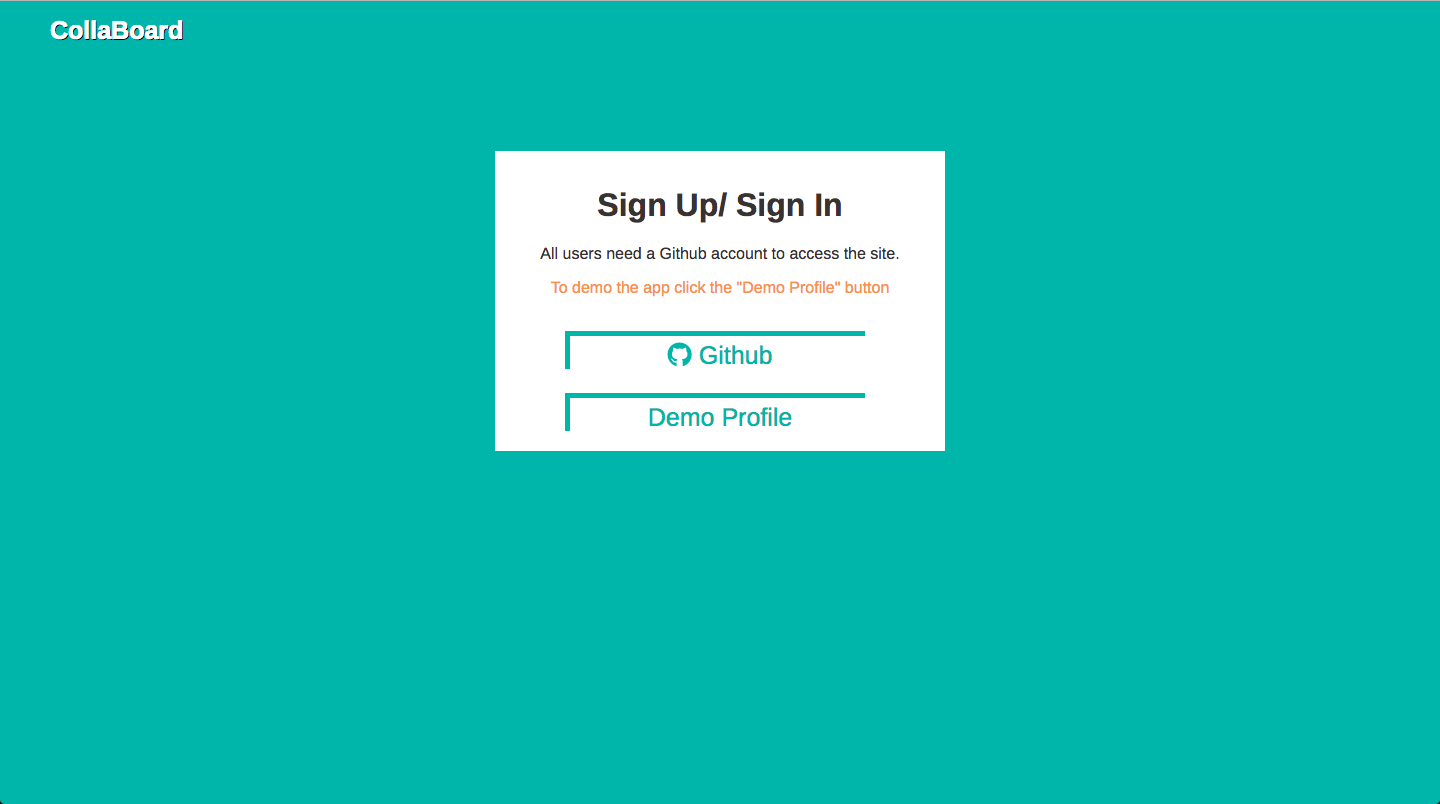 CollaBoard
Sign Up/ Sign In
All users need a Github account to access the site.
To demo the app click the "Demo Profile" button
Github
Demo Profile